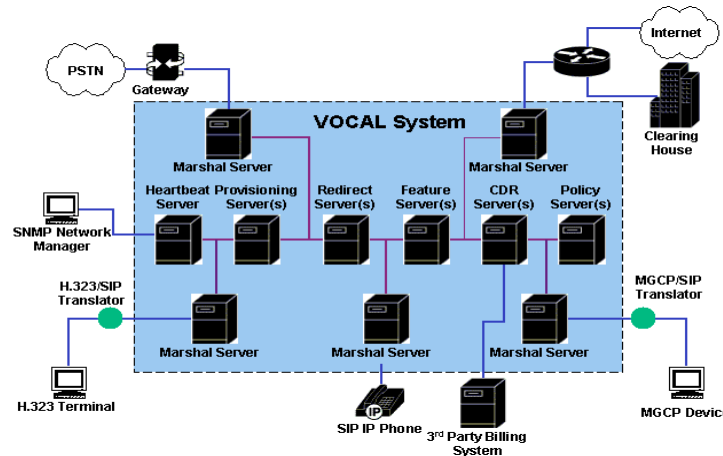 Internet
PSTN
Gateway
Clearing
House
VOCAL System
Marshal Server
Marshal Server
Heartbeat
Server
Provisioning
Server(s)
Redirect
Server(s)
Feature
Server(s)
CDR
Server(s)
Policy
Server(s)
SNMP Network
Manager
H.323/SIP
Translator
MGCP/SIP
Translator
Marshal Server
Marshal Server
Marshal Server
H.323 Terminal
IP
SIP IP Phone
3rd Party Billing
System
MGCP Devic